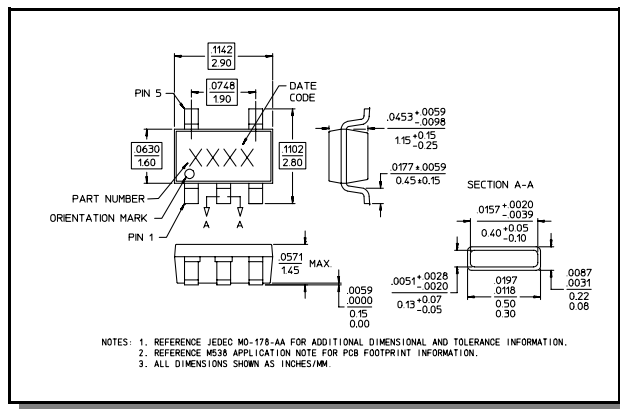 .1142
2.90
.0748
1.90
PIN 5
DATE
CODE
.0630
1.60
XXXX
.1102
2.80
PART NUMBER
ORIENTATION MARK
PIN 1
A A
.0453 +.0059
-.0098
1.15 +0.15
-0.25
.0177±.0059
0.45±0.15
SECTION A-A
.0157 +.0020
-.0039
0.40 +0.05
-0.10
.0571
1.45 MAX.
.0059
.0000
0.15
0.00
.0051 +.0028
-.0020
0.13 +0.07
-0.05
.0197
.0118
0.50
0.30
.0087
.0031
0.22
0.08
NOTES: 1. REFERENCE JEDEC MO-178-AA FOR ADDITIONAL DIMENSIONAL AND TOLERANCE INFORMATION.
2. REFERENCE M538 APPLICATION NOTE FOR PCB FOOTPRINT INFORMATION.
3. ALL DIMENSIONS SHOWN AS INCHES/MM.